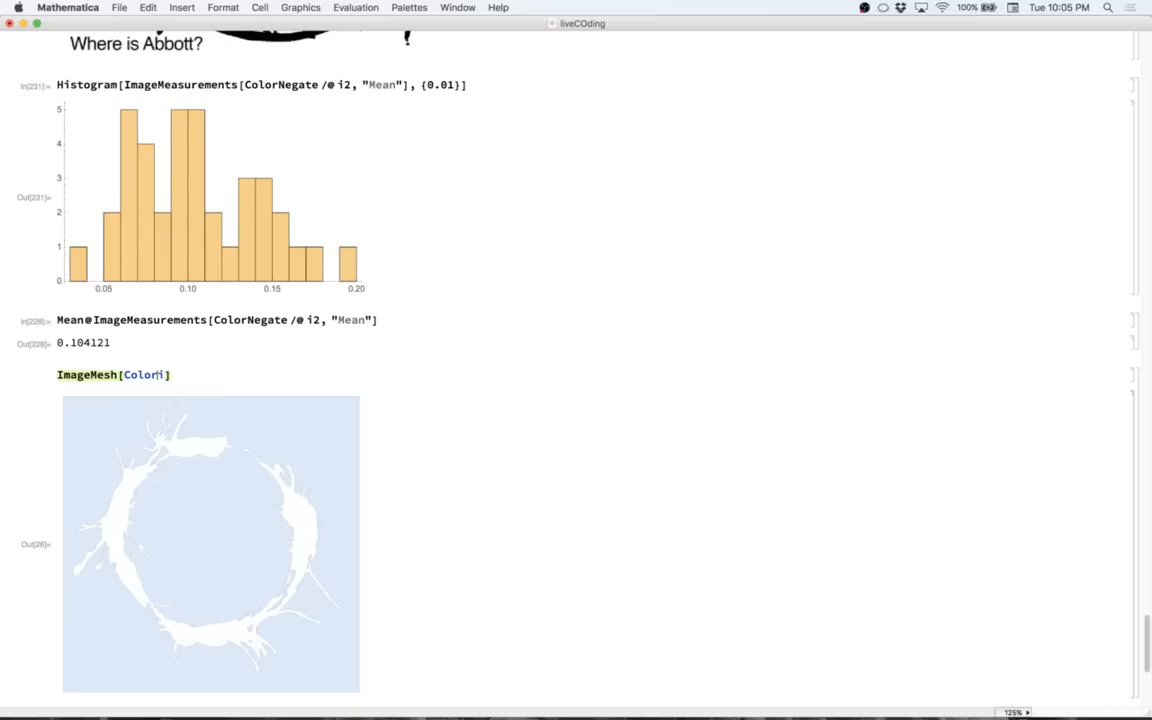 Mathematica File Edit Insert Format Cell Graphics Evaluation Palettes Window Help 100% Tue 10:05 PM
liveCOding
Where is Abbott?
In[231]:= Histogram[ImageMeasurements[ColorNegate /@ i2, "Mean"], {0.01}]
5
4
3
Out[231]=
2
1
0
0.05 0.10 0.15 0.20
In[228]:= Mean@ImageMeasurements[ColorNegate /@ i2, "Mean"]
Out[228]= 0.104121
ImageMesh[Colori]
Out[26]=
125%